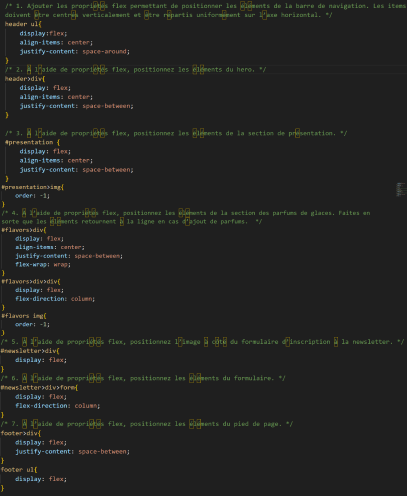 /* 1. Ajouter les propriétés flex permettant de positionner les éléments de la barre de navigation. Les items
doivent être centrés verticalement et être répartis uniformément sur l'axe horizontal. */
header ul{
display:flex;
align-items: center;
justify-content: space-around;
}
/* 2. À l'aide de propriétés flex, positionnez les éléments du hero. */
header>div{
display: flex;
align-items: center;
justify-content: space-between;
}
/* 3. À l'aide de propriétés flex, positionnez les éléments de la section de présentation. */
#presentation {
display: flex;
align-items: center;
justify-content: space-between;
}
#presentation>img{
order: -1;
}
/* 4. À l'aide de propriétés flex, positionnez les éléments de la section des parfums de glaces. Faites en
sorte que les éléments retournent à la ligne en cas d'ajout de parfums. */
#flavors>div{
display: flex;
align-items: center;
justify-content: space-between;
flex-wrap: wrap;
}
#flavors>div>div{
display: flex;
flex-direction: column;
}
#flavors img{
order: -1;
}
/* 5. À l'aide de propriétés flex, positionnez l'image à côté du formulaire d'inscription à la newsletter. */
#newsletter>div{
display: flex;
}
/* 6. À l'aide de propriétés flex, positionnez les éléments du formulaire. */
#newsletter>div>form{
display: flex;
flex-direction: column;
}
/* 7. À l'aide de propriétés flex, positionnez les éléments du pied de page. */
footer>div{
display: flex;
justify-content: space-between;
}
footer ul{
display: flex;
}